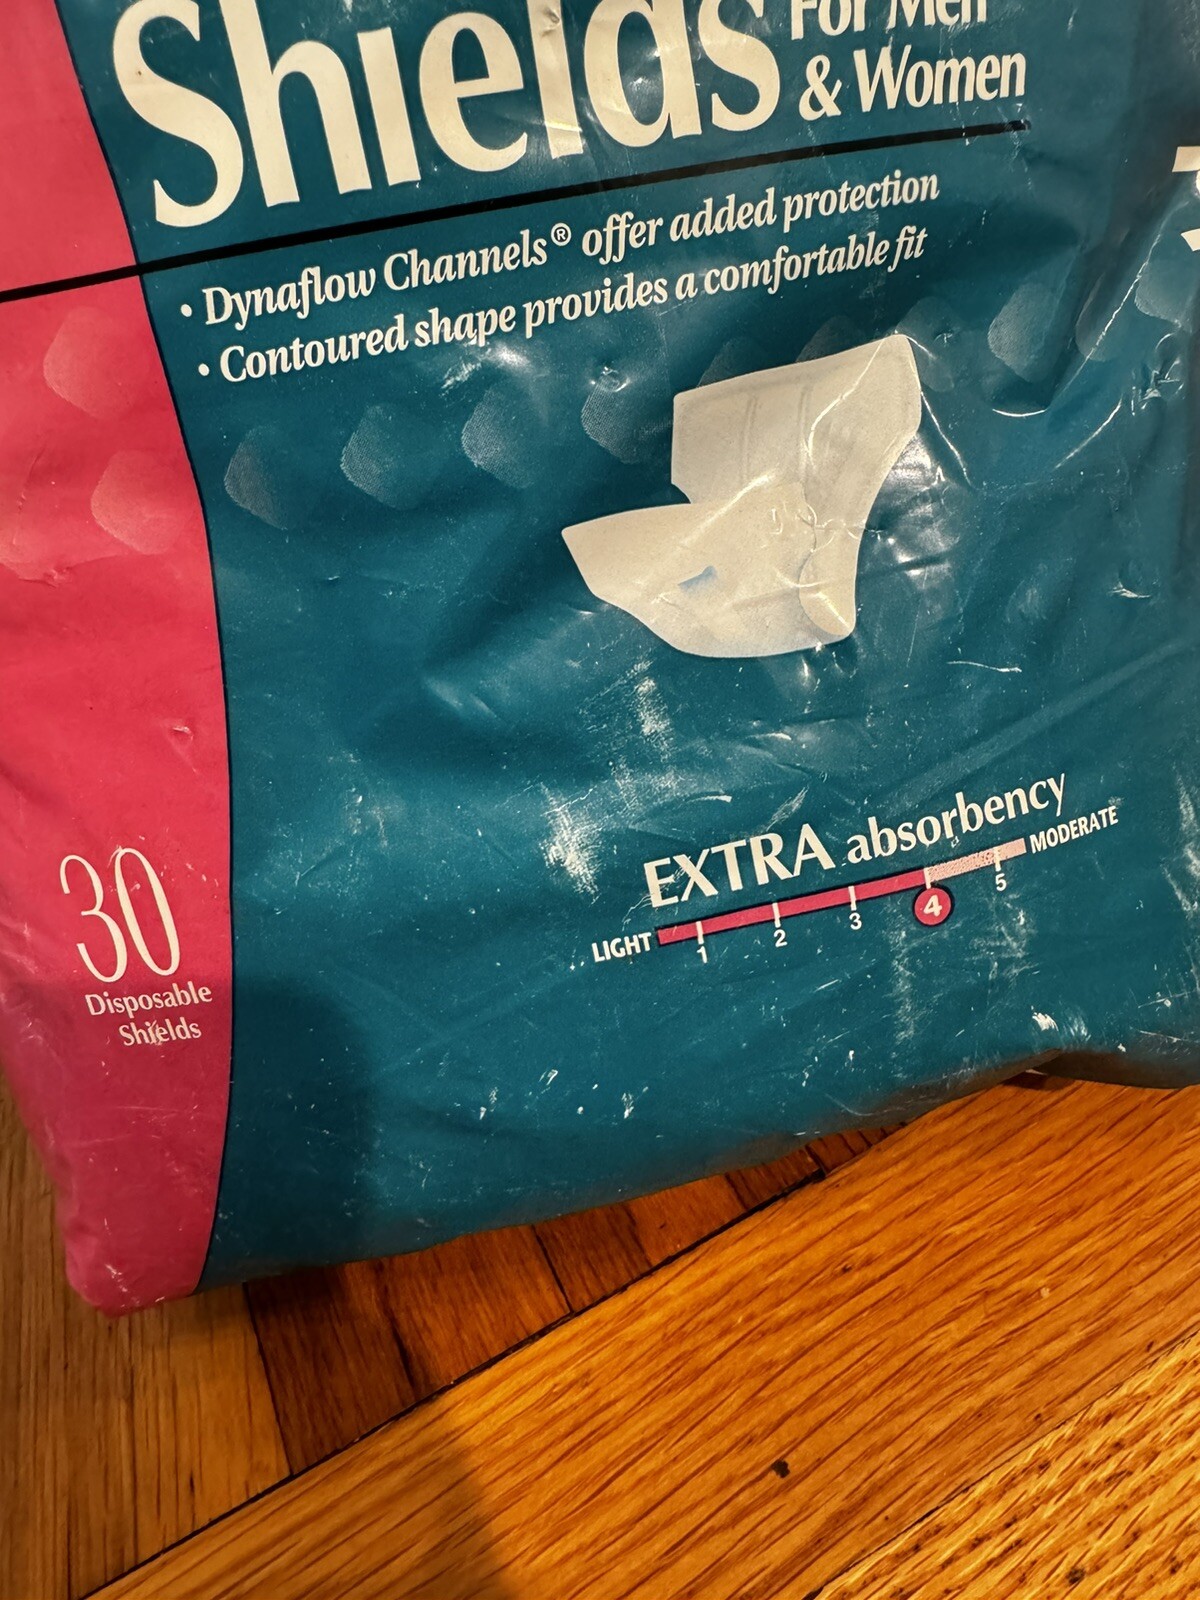 Shields
For Men
& Women
• Dynaflow Channels® offer added protection
• Contoured shape provides a comfortable fit
EXTRA absorbency
LIGHT 1 2 3 4 5 MODERATE
30
Disposable
Shields